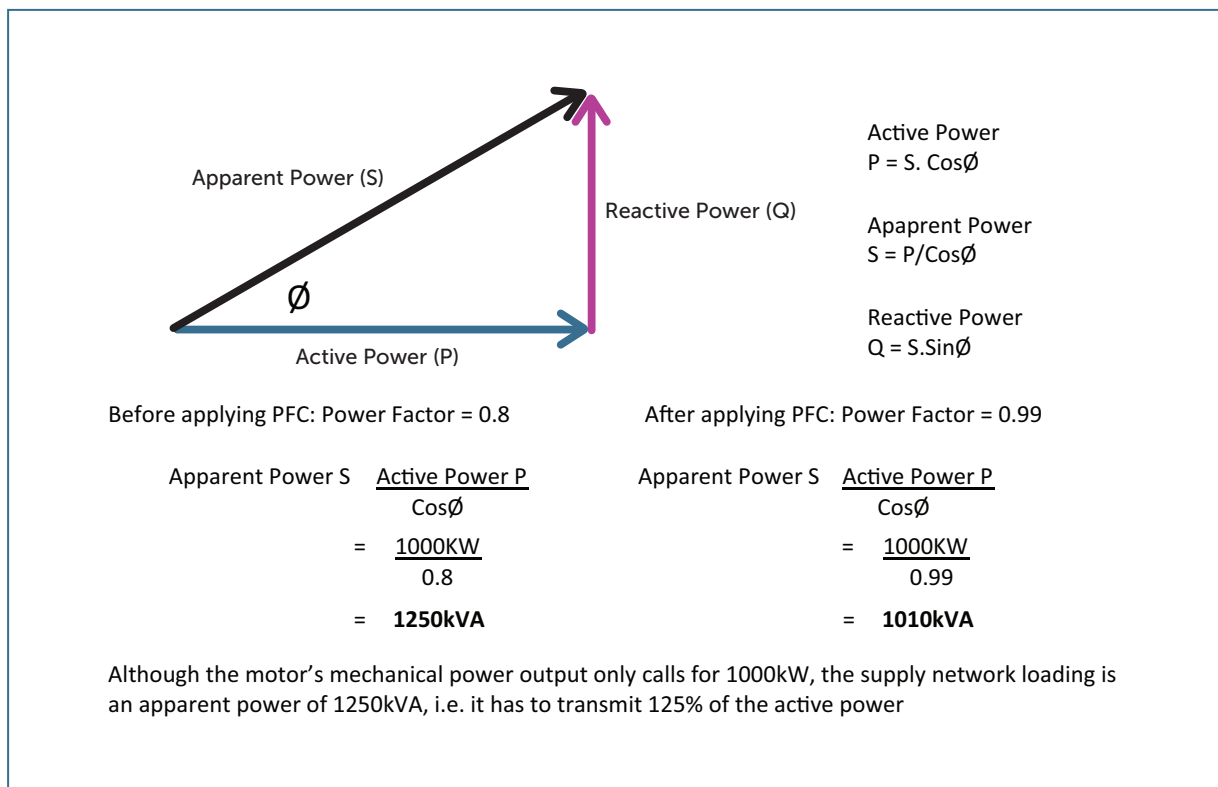 Apparent Power (S)
Reactive Power (Q)
Ø
Active Power (P)
Active Power
P = S. CosØ
Apaprent Power
S = P/CosØ
Reactive Power
Q = S.SinØ
Before applying PFC: Power Factor = 0.8
Apparent Power S Active Power P
CosØ
= 1000KW
0.8
= 1250kVA
After applying PFC: Power Factor = 0.99
Apparent Power S Active Power P
CosØ
= 1000KW
0.99
= 1010kVA
Although the motor's mechanical power output only calls for 1000kW, the supply network loading is
an apparent power of 1250kVA, i.e. it has to transmit 125% of the active power